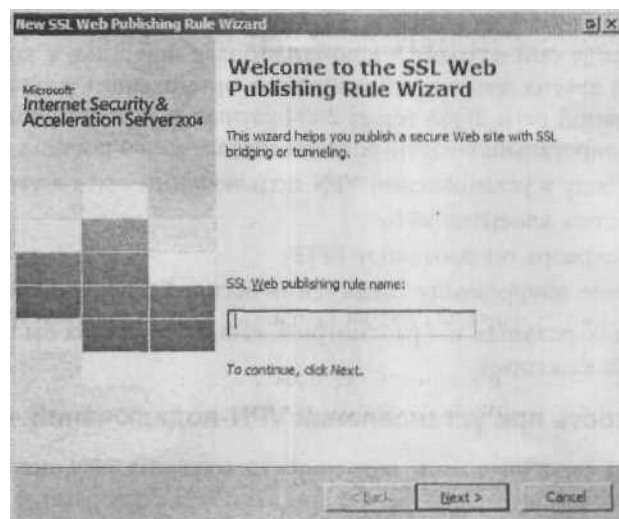 New SSL Web Publishing Rule Wizard
Welcome to the SSL Web
Publishing Rule Wizard
Microsoft
Internet Security &
Acceleration Server 2004
This wizard helps you publish a secure Web site with SSL
bridging or tunneling.
SSL Web publishing rule name:
To continue, click Next.
< Back
Next >
Cancel